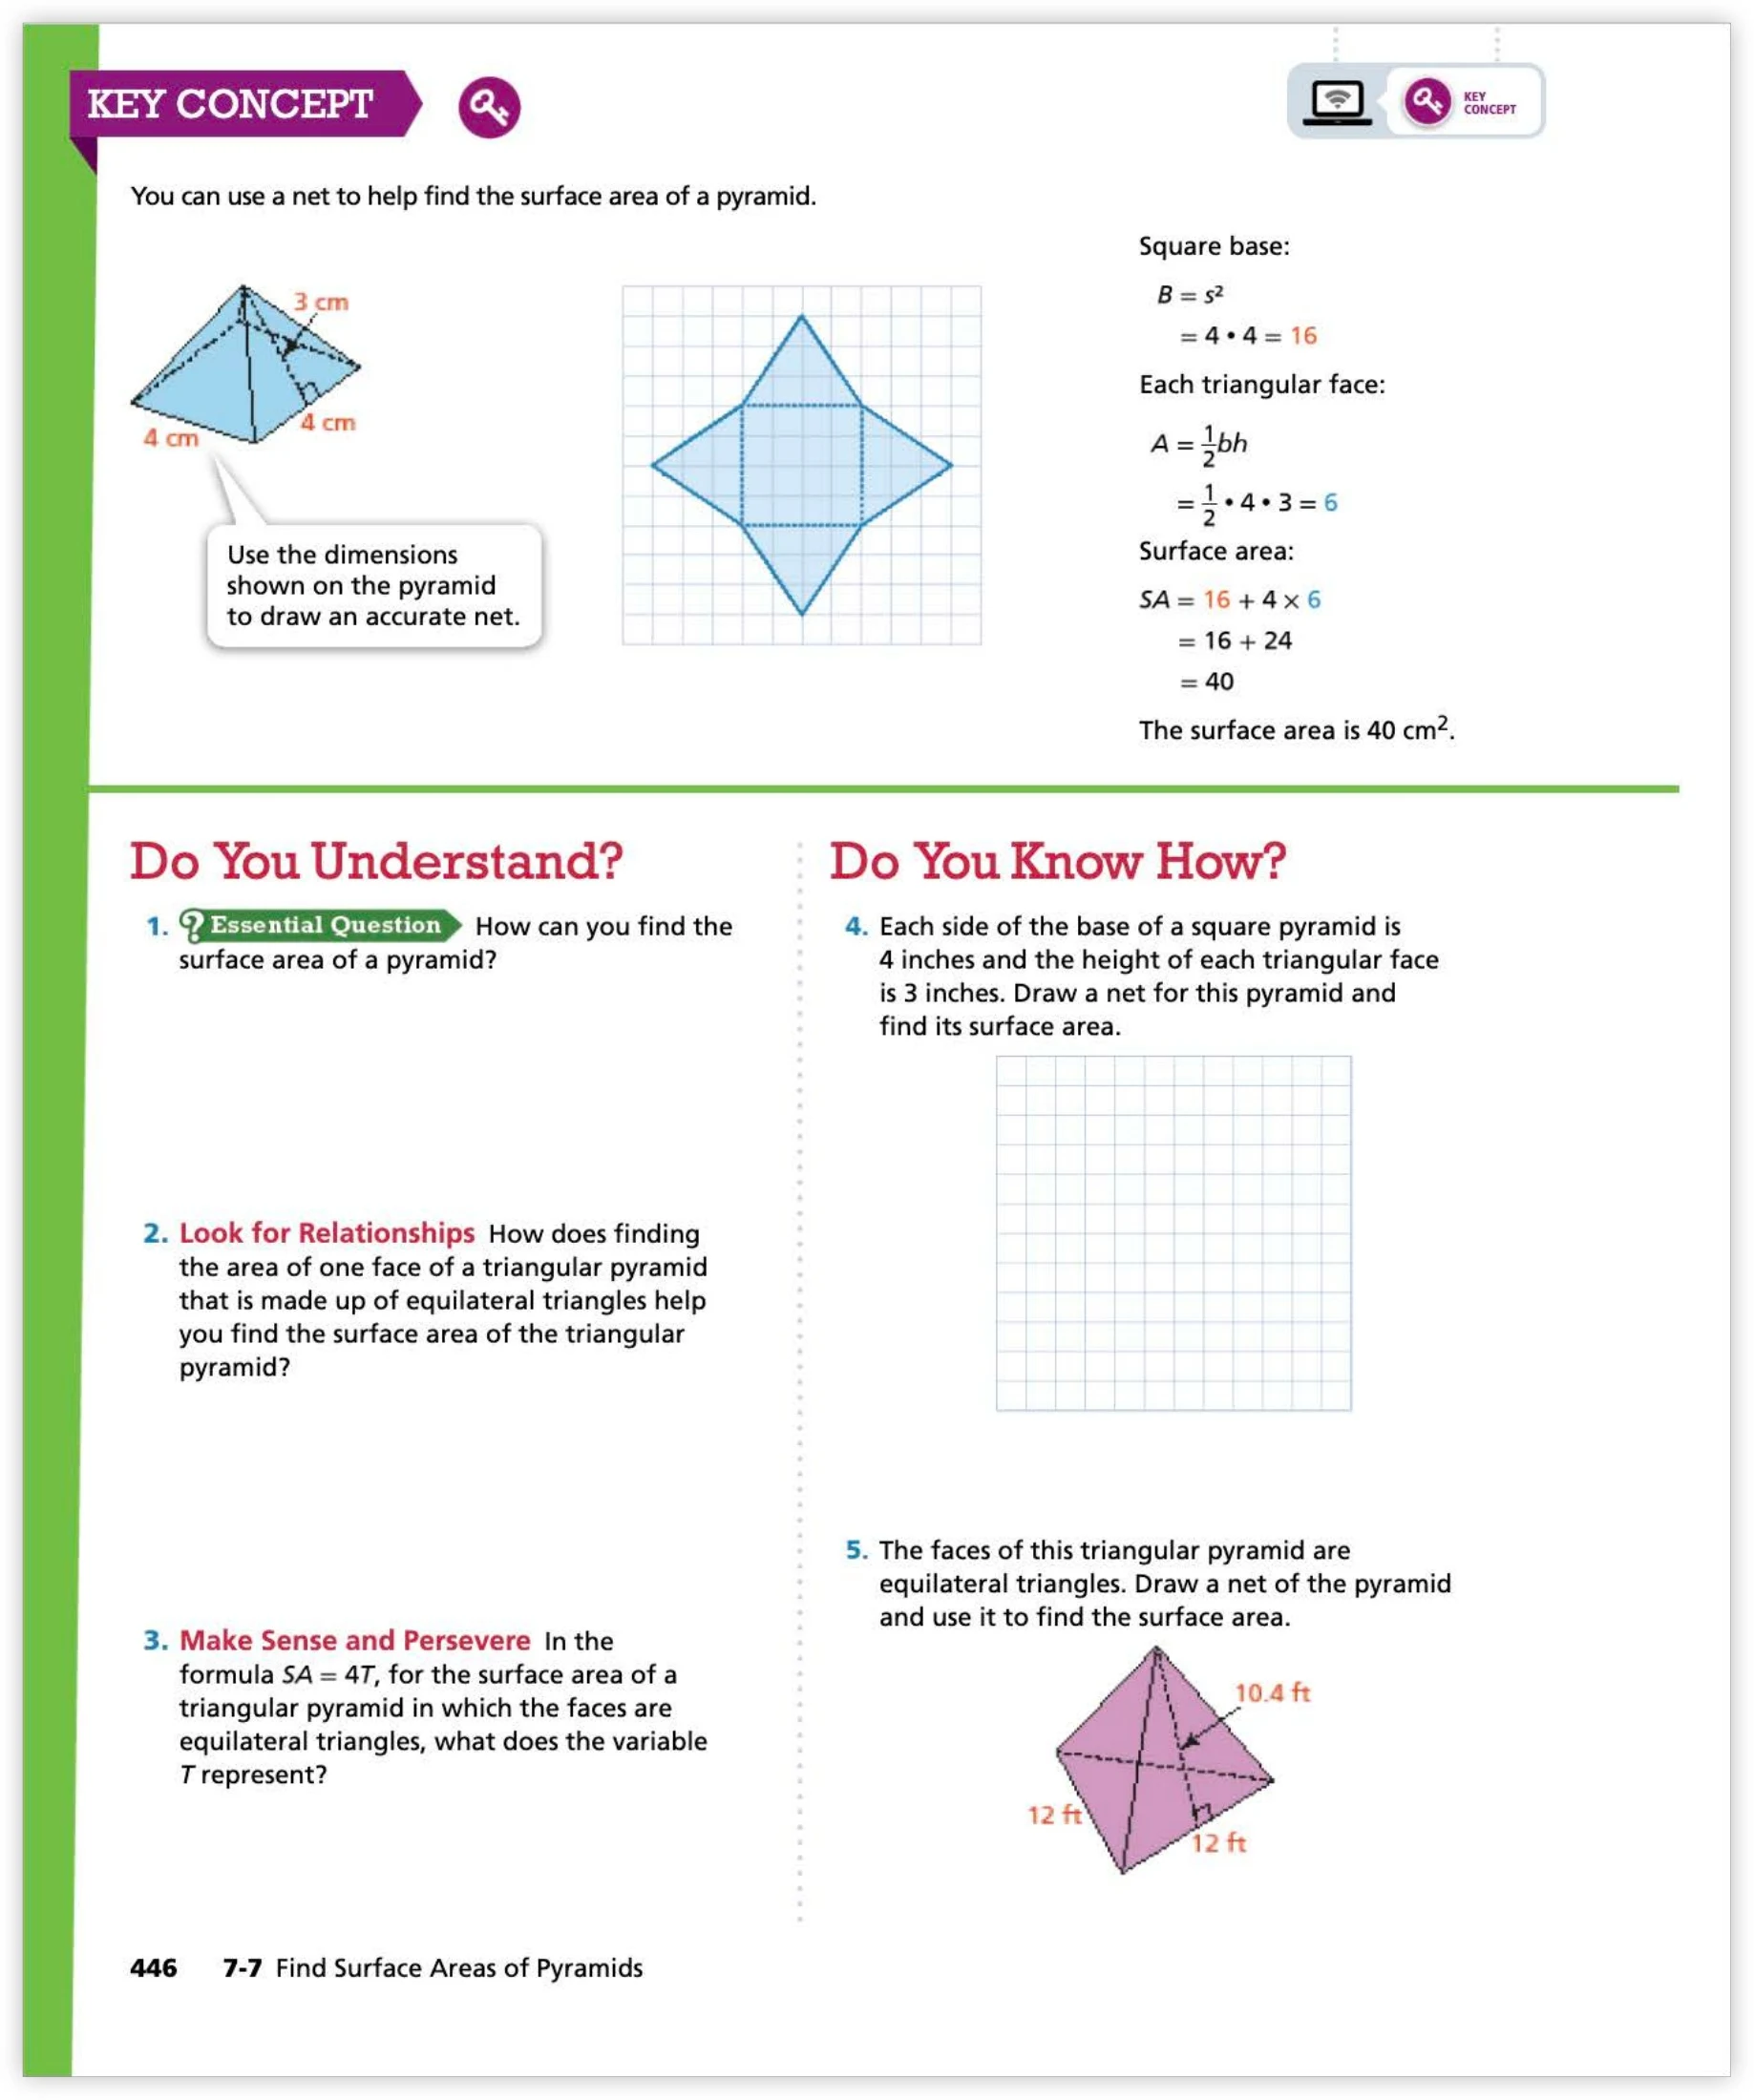 KEY CONCEPT
KEY
CONCEPT
You can use a net to help find the surface area of a pyramid.
3 cm
4 cm
4 cm
Use the dimensions
shown on the pyramid
to draw an accurate net.
Square base:
B = s²
= 4 • 4 = 16
Each triangular face:
A = 1/2 bh
= 1/2 • 4 • 3 = 6
Surface area:
SA = 16 + 4 × 6
= 16 + 24
= 40
The surface area is 40 cm².
Do You Understand?
1. ? Essential Question How can you find the
surface area of a pyramid?
2. Look for Relationships How does finding
the area of one face of a triangular pyramid
that is made up of equilateral triangles help
you find the surface area of the triangular
pyramid?
3. Make Sense and Persevere In the
formula SA = 4T, for the surface area of a
triangular pyramid in which the faces are
equilateral triangles, what does the variable
T represent?
Do You Know How?
4. Each side of the base of a square pyramid is
4 inches and the height of each triangular face
is 3 inches. Draw a net for this pyramid and
find its surface area.
5. The faces of this triangular pyramid are
equilateral triangles. Draw a net of the pyramid
and use it to find the surface area.
10.4 ft
12 ft
12 ft
446 7-7 Find Surface Areas of Pyramids